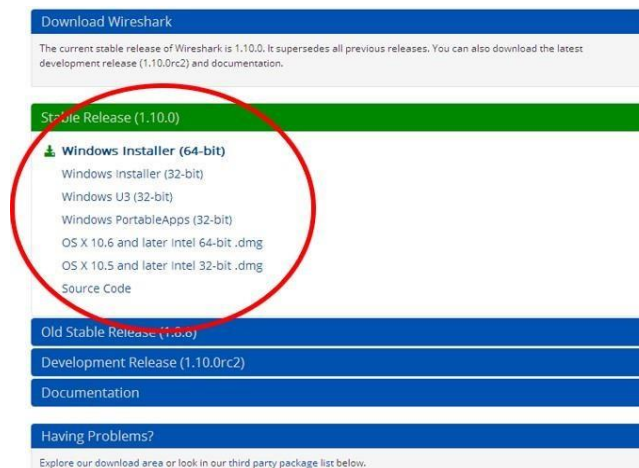 Download Wireshark
The current stable release of Wireshark is 1.10.0. It supersedes all previous releases. You can also download the latest
development release (1.10.0rc2) and documentation.
Stable Release (1.10.0)
Windows Installer (64-bit)
Windows Installer (32-bit)
Windows U3 (32-bit)
Windows PortableApps (32-bit)
OS X 10.6 and later Intel 64-bit .dmg
OS X 10.5 and later Intel 32-bit .dmg
Source Code
Old Stable Release (1.8.8)
Development Release (1.10.0rc2)
Documentation
Having Problems?
Explore our download area or look in our third party package list below.